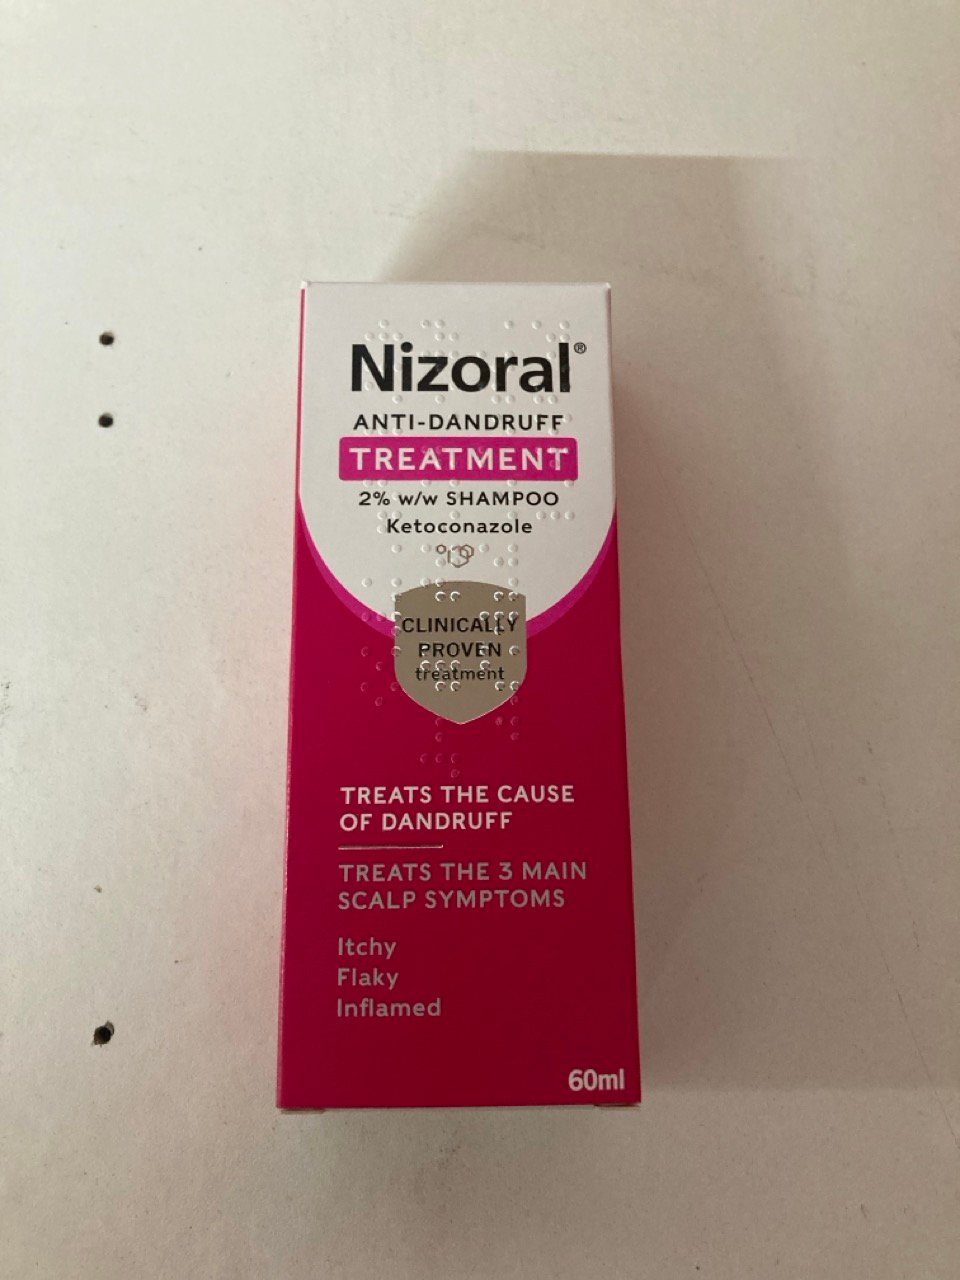 Nizoral®
ANTI-DANDRUFF
TREATMENT
2% w/w SHAMPOO
Ketoconazole
CLINICALLY
PROVEN
treatment
TREATS THE CAUSE
OF DANDRUFF
TREATS THE 3 MAIN
SCALP SYMPTOMS
Itchy
Flaky
Inflamed
60ml